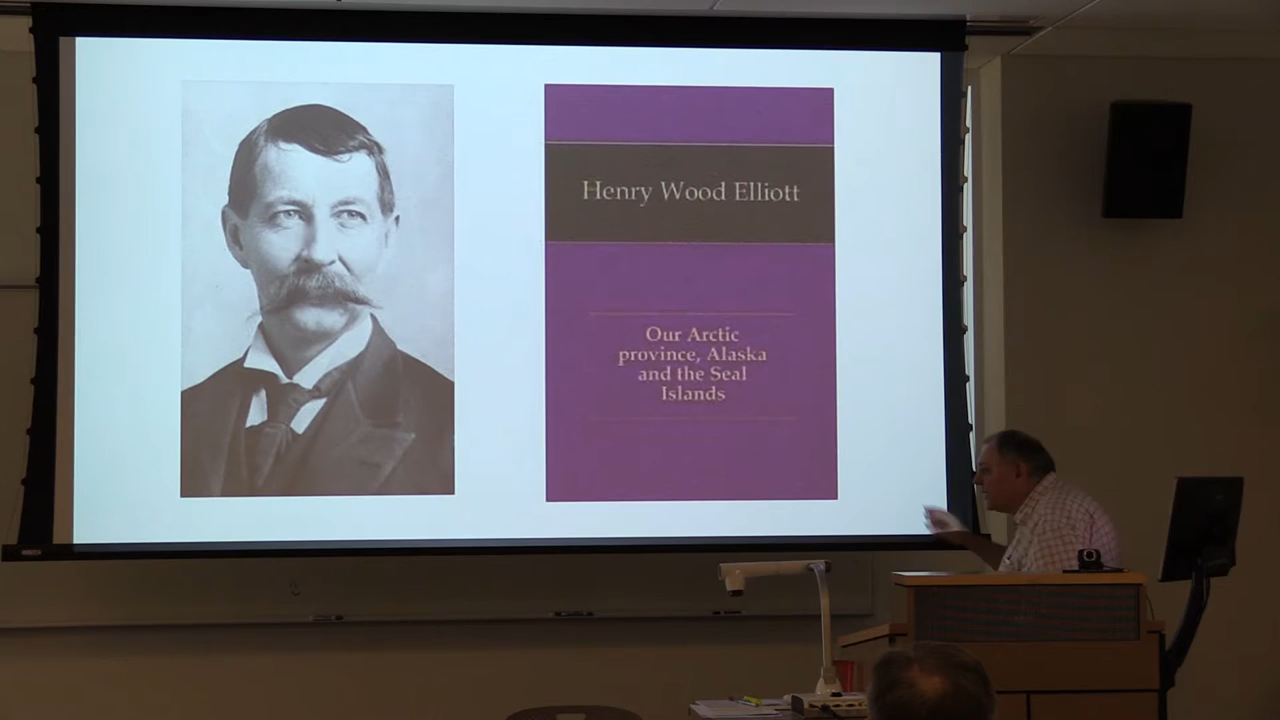 Henry Wood Elliott
Our Arctic
province, Alaska
and the Seal
Islands